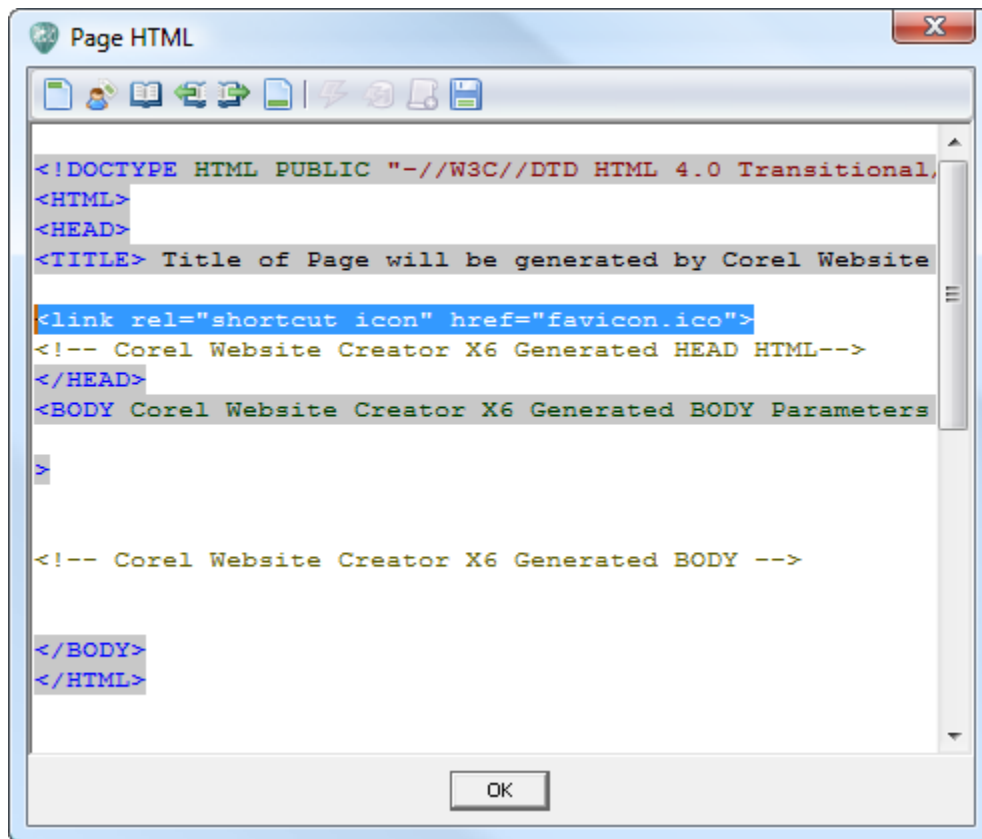 Page HTML
<!DOCTYPE HTML PUBLIC "-//W3C//DTD HTML 4.0 Transitional/
<HTML>
<HEAD>
<TITLE> Title of Page will be generated by Corel Website
<link rel="shortcut icon" href="favicon.ico">
<!-- Corel Website Creator X6 Generated HEAD HTML-->
</HEAD>
<BODY Corel Website Creator X6 Generated BODY Parameters
>
<!-- Corel Website Creator X6 Generated BODY -->
</BODY>
</HTML>
OK